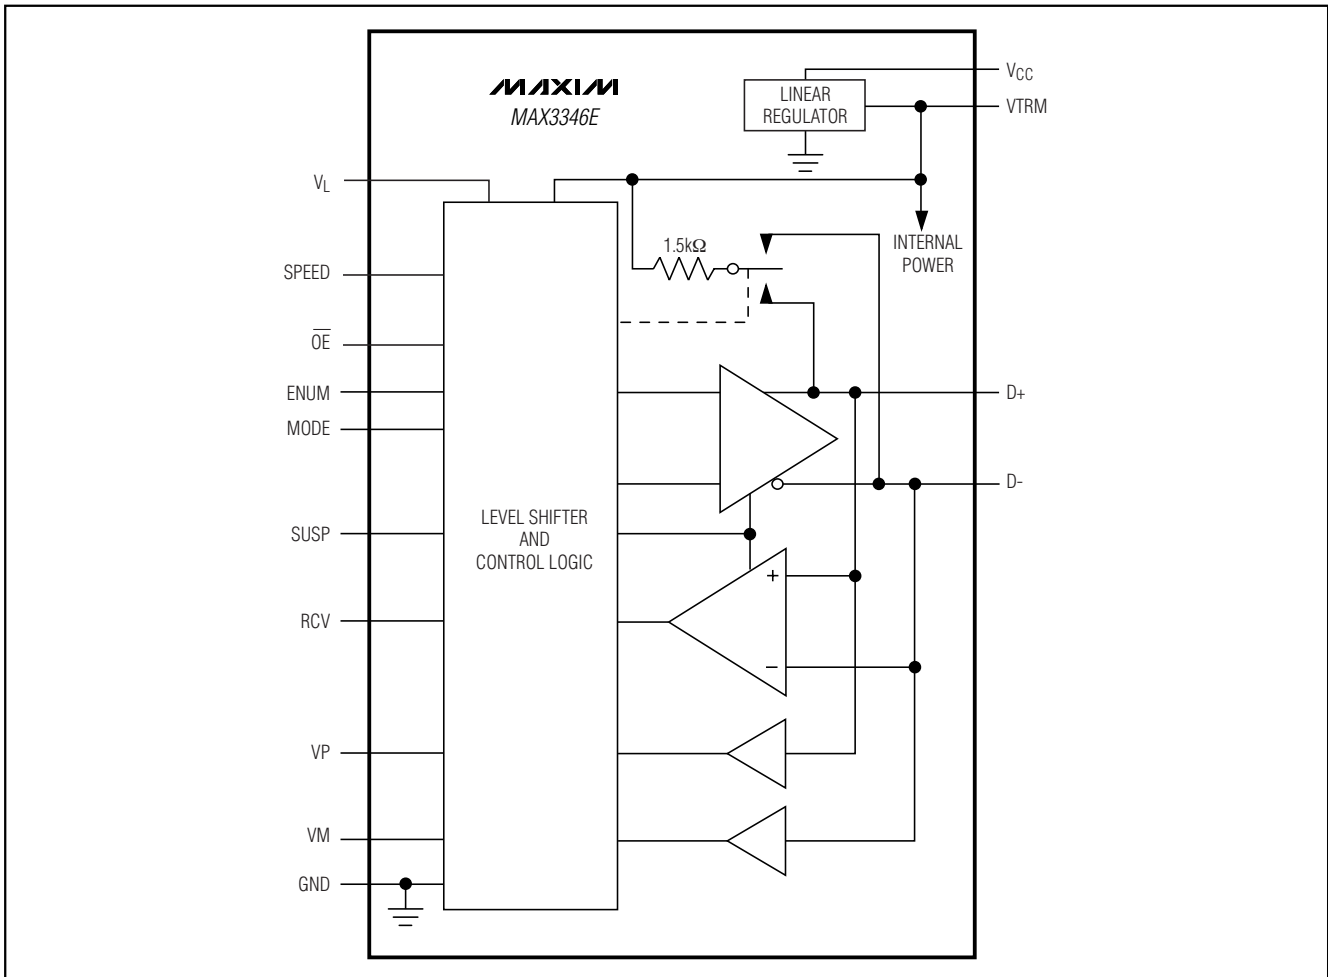 MAXIM
MAX3346E
VCC
LINEAR
REGULATOR
VTRM
VL
INTERNAL
POWER
1.5kΩ
SPEED
OE
ENUM
MODE
D+
D-
LEVEL SHIFTER
AND
CONTROL LOGIC
SUSP
+
RCV
−
VP
VM
GND